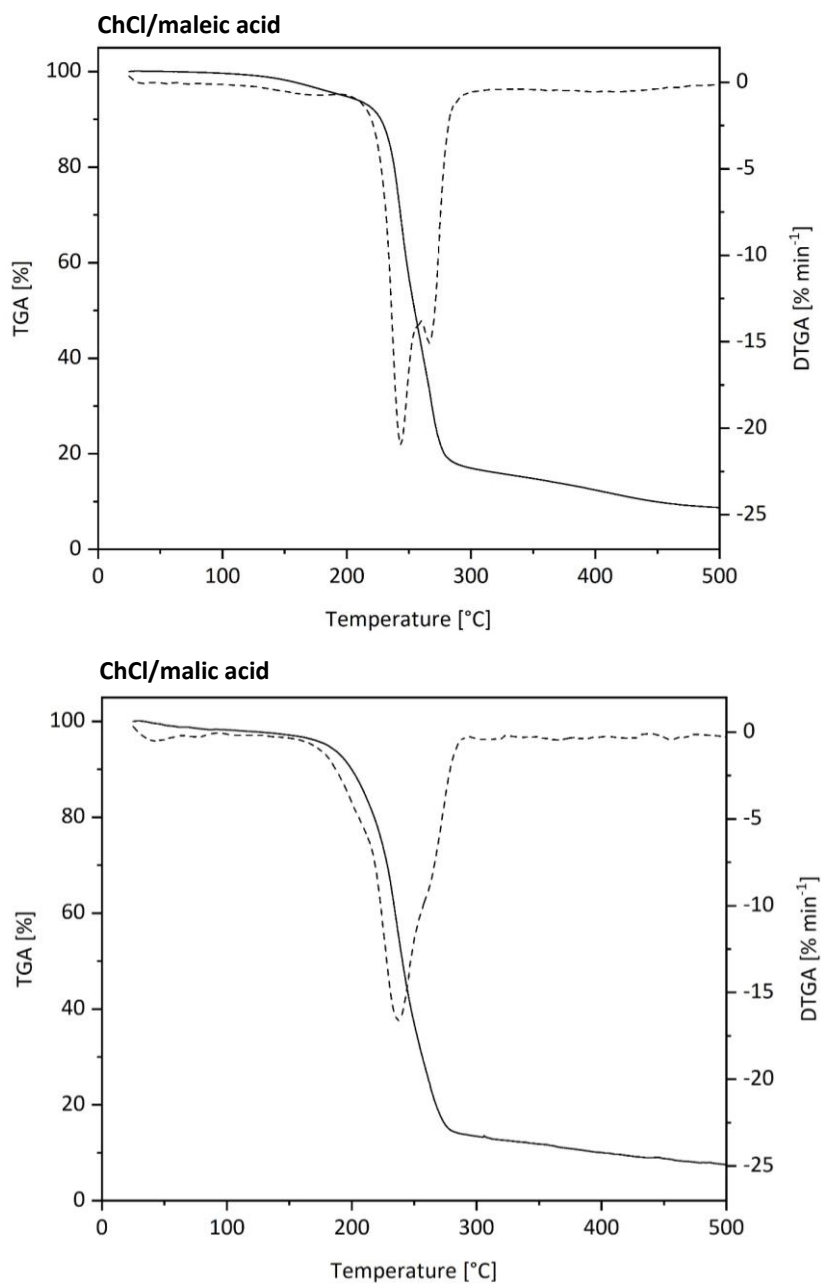 ChCl/maleic acid
100
80
60
40
20
0
TGA [%]
0
-5
-10
-15
-20
-25
DTGA [% min⁻¹]
0 100 200 300 400 500
Temperature [°C]
ChCl/malic acid
100
80
60
40
20
0
TGA [%]
0
-5
-10
-15
-20
-25
DTGA [% min⁻¹]
0 100 200 300 400 500
Temperature [°C]